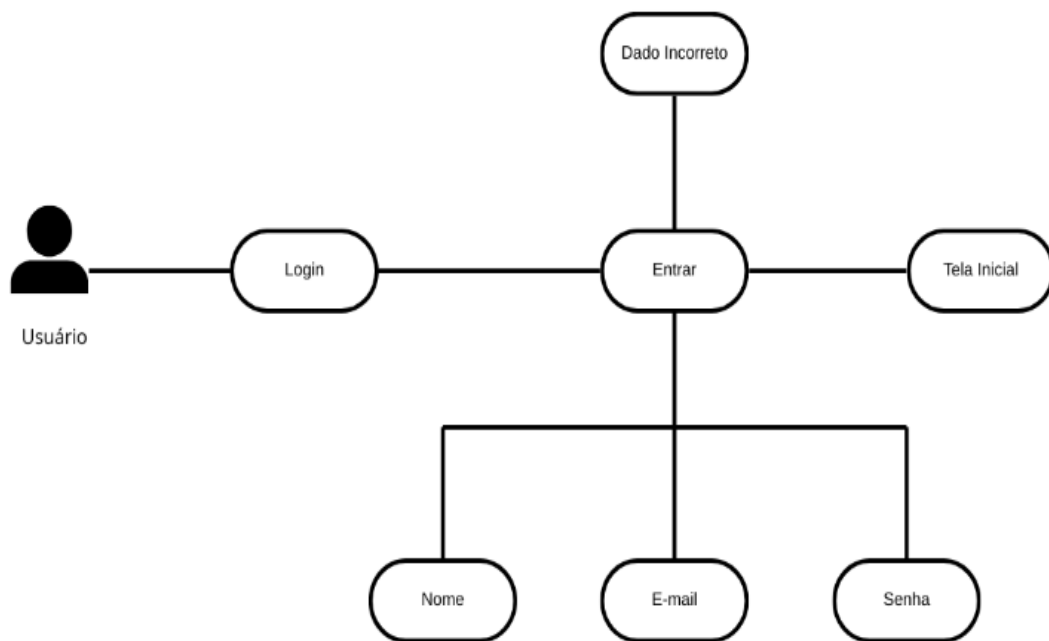 Dado Incorreto
Login
Entrar
Tela Inicial
Usuário
Nome
E-mail
Senha